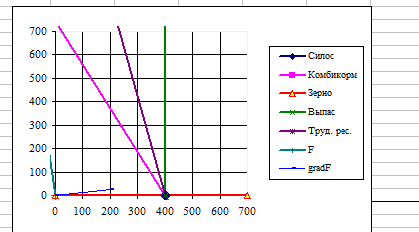 700
600
500
400
300
200
100
0
0 100 200 300 400 500 600 700
Силос
Комбикорм
Зерно
Выпас
Труд. рес.
F
gradF